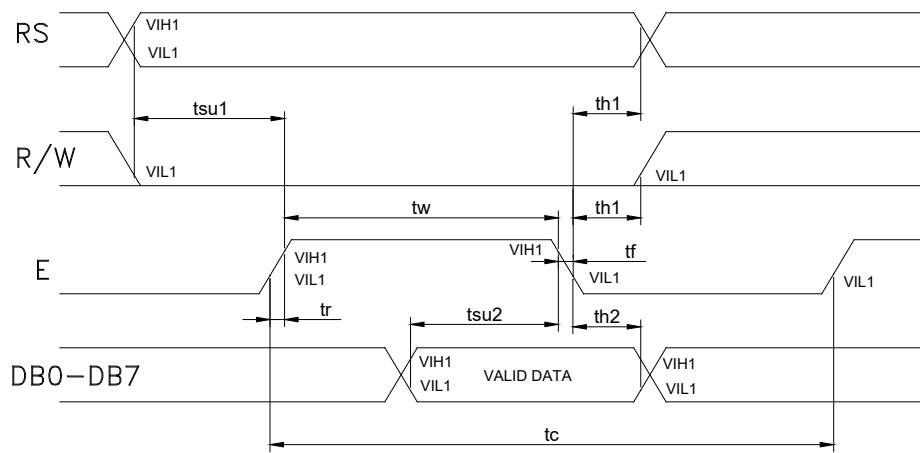 RS
VIH1
VIL1
tsu1
th1
R/W
VIL1
VIL1
tw
th1
E
VIH1
VIL1
VIH1
tf
VIL1
VIL1
tr
tsu2
th2
DB0-DB7
VIH1
VIL1
VALID DATA
VIH1
VIL1
tc